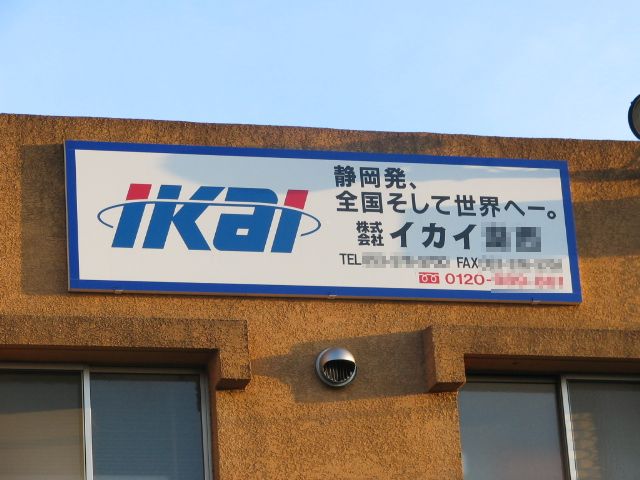 ikai
静岡発、
全国そして世界へー。
株式会社 イカイ
TEL FAX
0120-